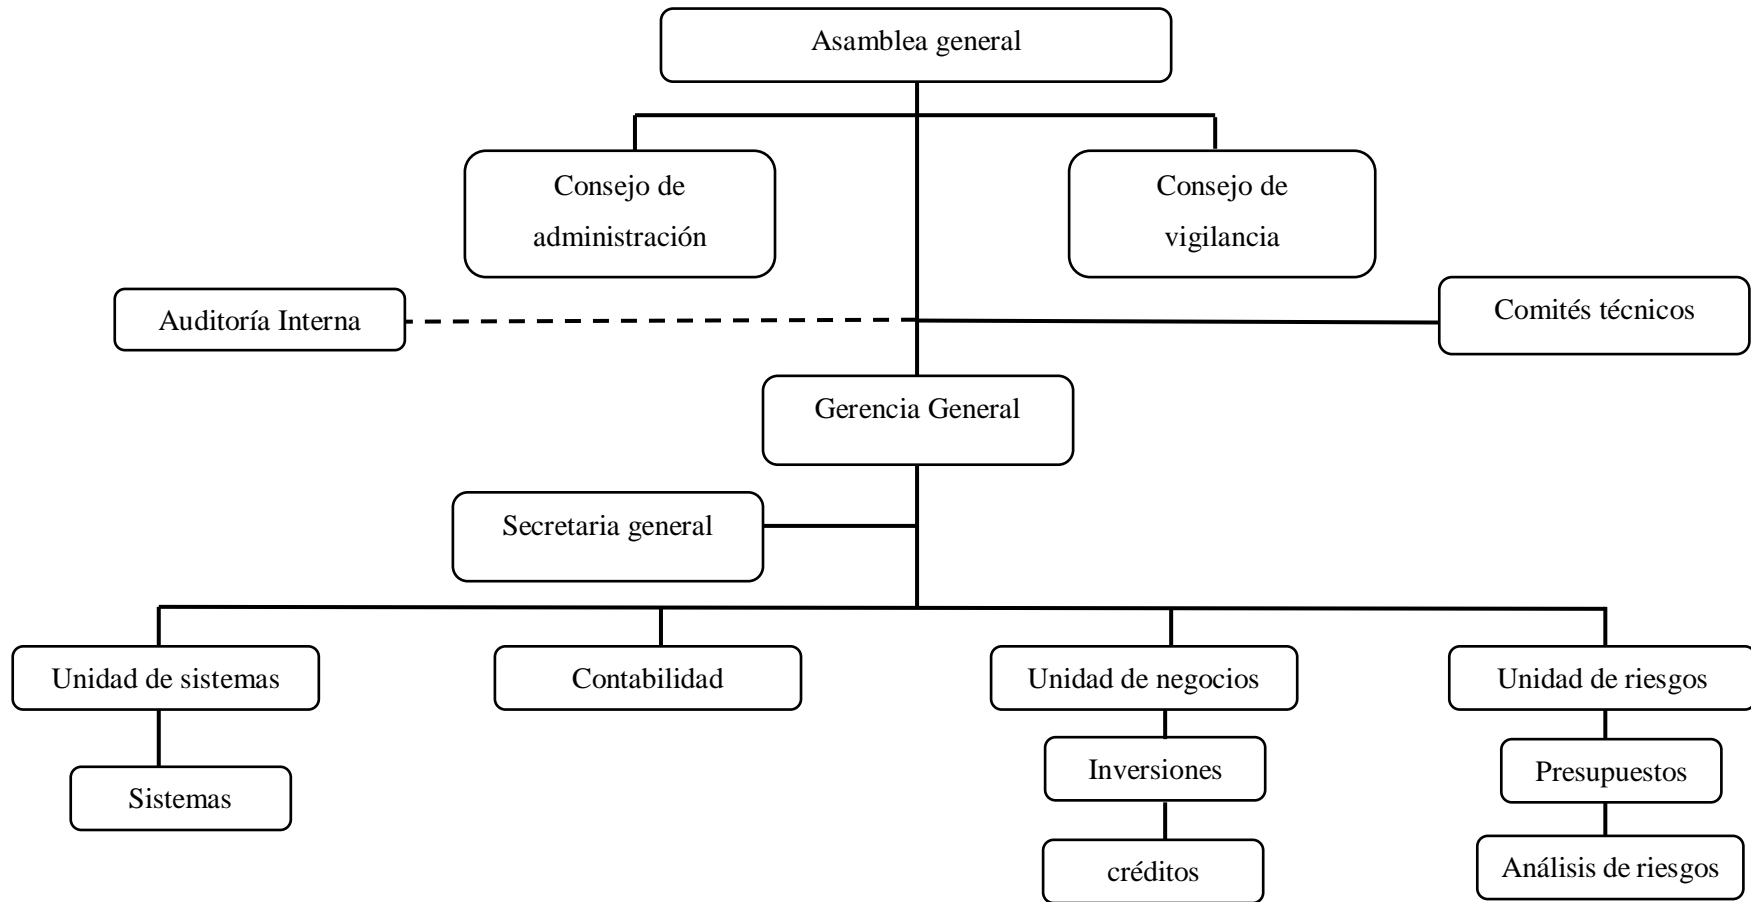 Asamblea general
Consejo de
administración
Consejo de
vigilancia
Auditoría Interna
Comités técnicos
Gerencia General
Secretaria general
Unidad de sistemas
Contabilidad
Unidad de negocios
Unidad de riesgos
Sistemas
Inversiones
Presupuestos
créditos
Análisis de riesgos